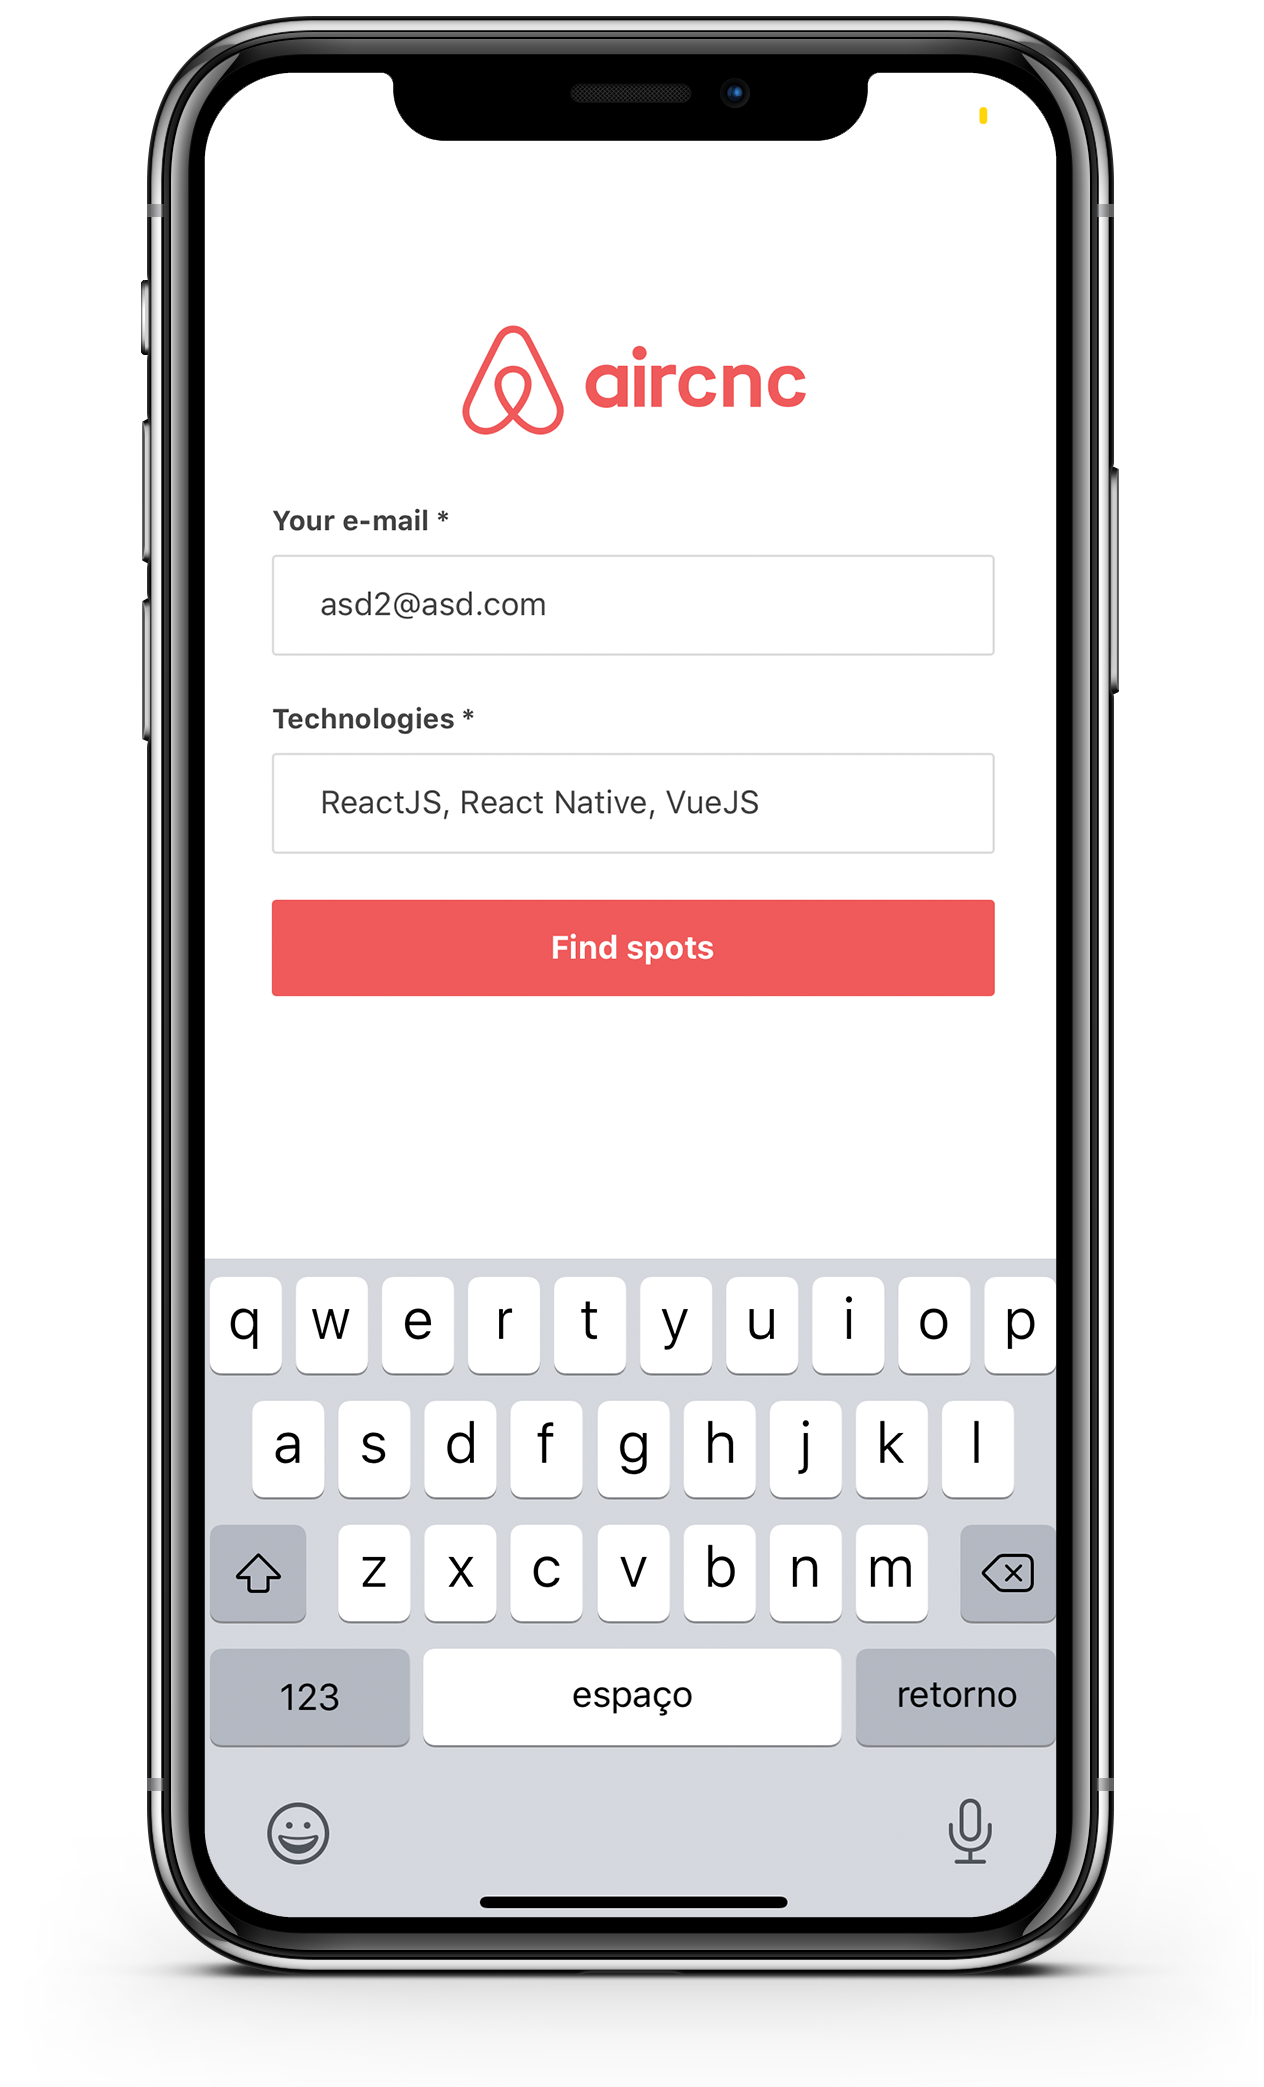 aircnc
Your e-mail *
asd2@asd.com
Technologies *
ReactJS, React Native, VueJS
Find spots
q w e r t y u i o p
a s d f g h j k l
z x c v b n m
123 espaço retorno